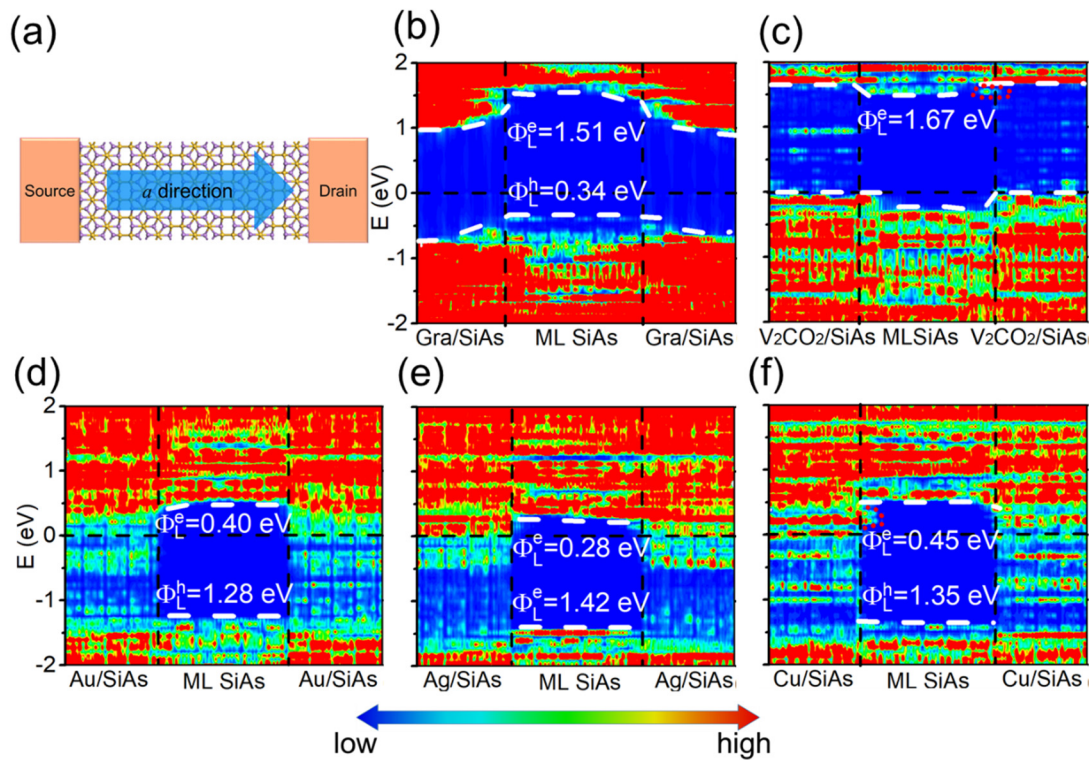 (a)
Source
a direction
Drain
(b)
E (eV)
2
1
0
-1
-2
Φ_L^e=1.51 eV
Φ_L^h=0.34 eV
Gra/SiAs ML SiAs Gra/SiAs
(c)
Φ_L^e=1.67 eV
V₂CO₂/SiAs MLSiAs V₂CO₂/SiAs
(d)
E (eV)
2
1
0
-1
-2
Φ_L^e=0.40 eV
Φ_L^h=1.28 eV
Au/SiAs ML SiAs Au/SiAs
(e)
Φ_L^e=0.28 eV
Φ_L^e=1.42 eV
Ag/SiAs ML SiAs Ag/SiAs
(f)
Φ_L^e=0.45 eV
Φ_L^h=1.35 eV
Cu/SiAs ML SiAs Cu/SiAs
low high